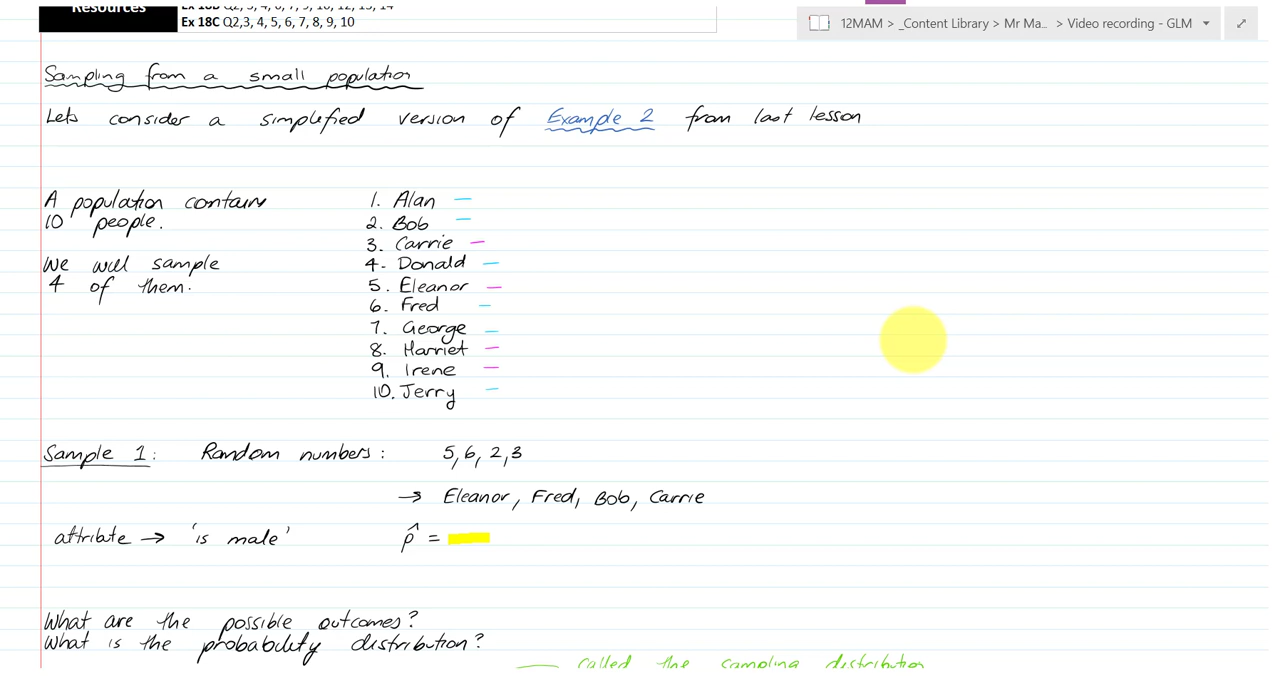 Resources
Ex 18C Q2,3, 4, 5, 6, 7, 8, 9, 10
12MAM > _Content Library > Mr Ma... > Video recording - GLM
Sampling from a small population
Lets consider a simplified version of Example 2 from last lesson
A population contains
10 people.
We will sample
4 of them.
1. Alan
2. Bob
3. Carrie
4. Donald
5. Eleanor
6. Fred
7. George
8. Harriet
9. Irene
10. Jerry
Sample 1: Random numbers: 5, 6, 2, 3
→ Eleanor, Fred, Bob, Carrie
attribute → 'is male' p̂ =
What are the possible outcomes?
What is the probability distribution?
called the sampling distribution